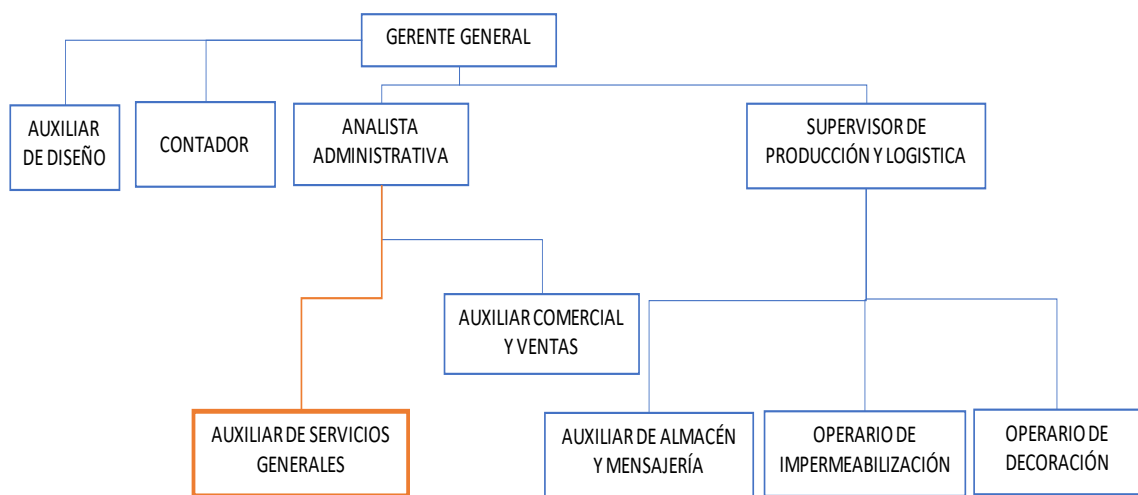 GERENTE GENERAL
AUXILIAR
DE DISEÑO
CONTADOR
ANALISTA
ADMINISTRATIVA
SUPERVISOR DE
PRODUCCIÓN Y LOGISTICA
AUXILIAR COMERCIAL
Y VENTAS
AUXILIAR DE SERVICIOS
GENERALES
AUXILIAR DE ALMACÉN
Y MENSAJERÍA
OPERARIO DE
IMPERMEABILIZACIÓN
OPERARIO DE
DECORACIÓN